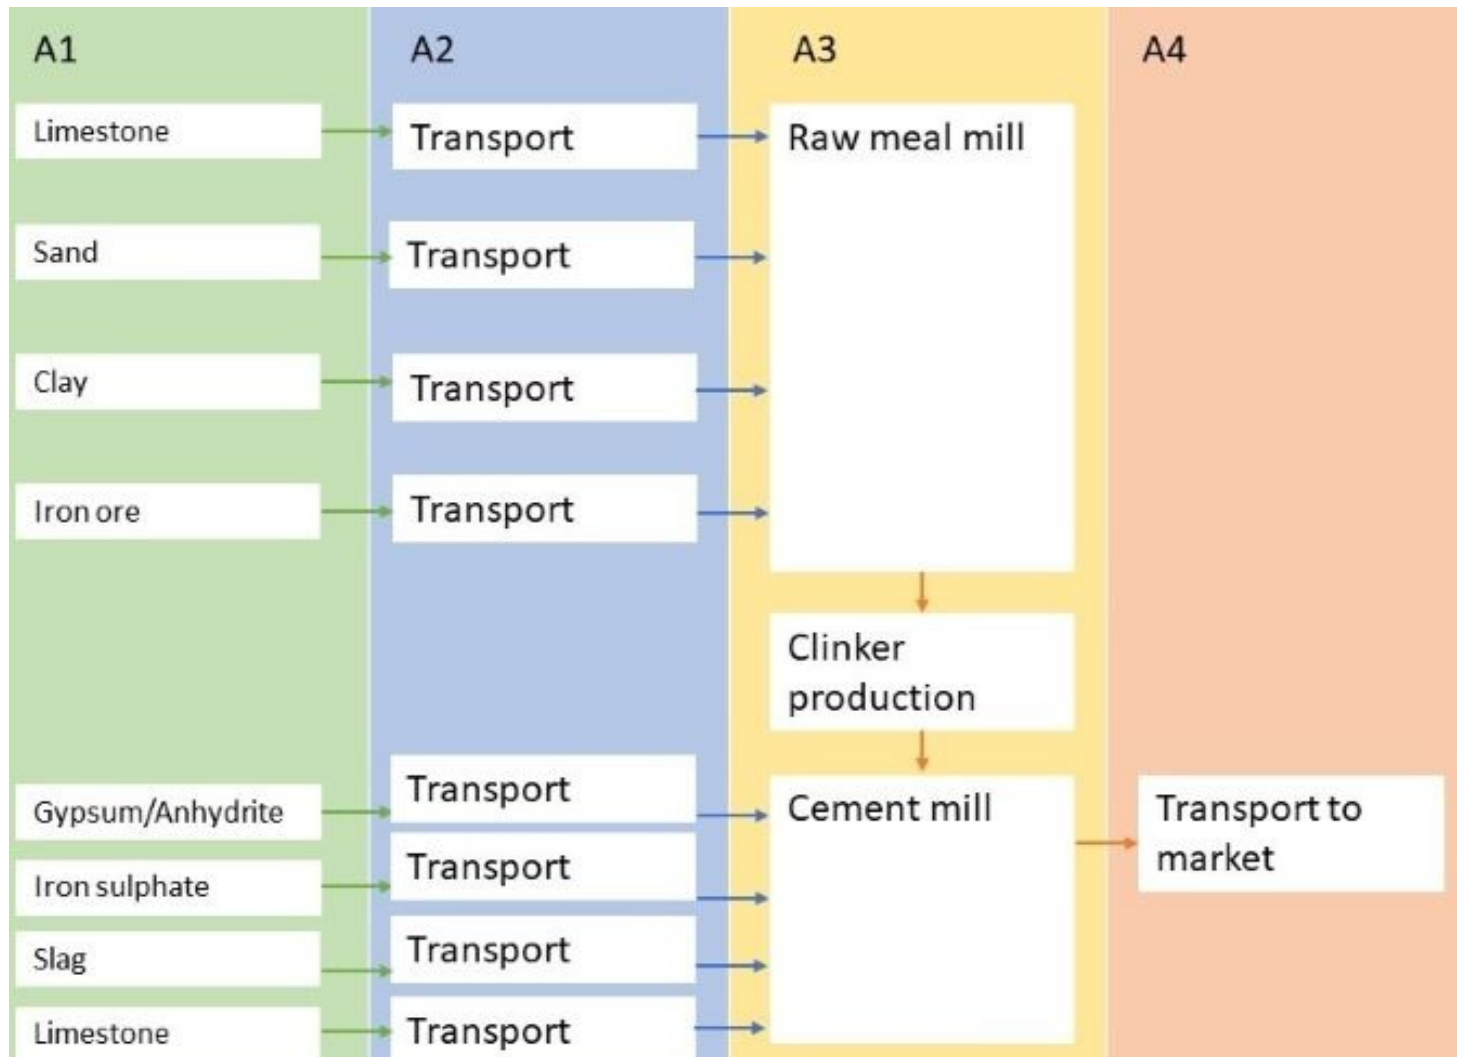 A1
A2
A3
A4
Limestone
Transport
Raw meal mill
Sand
Transport
Clay
Transport
Iron ore
Transport
Clinker
production
Gypsum/Anhydrite
Transport
Cement mill
Transport to
market
Iron sulphate
Transport
Slag
Transport
Limestone
Transport